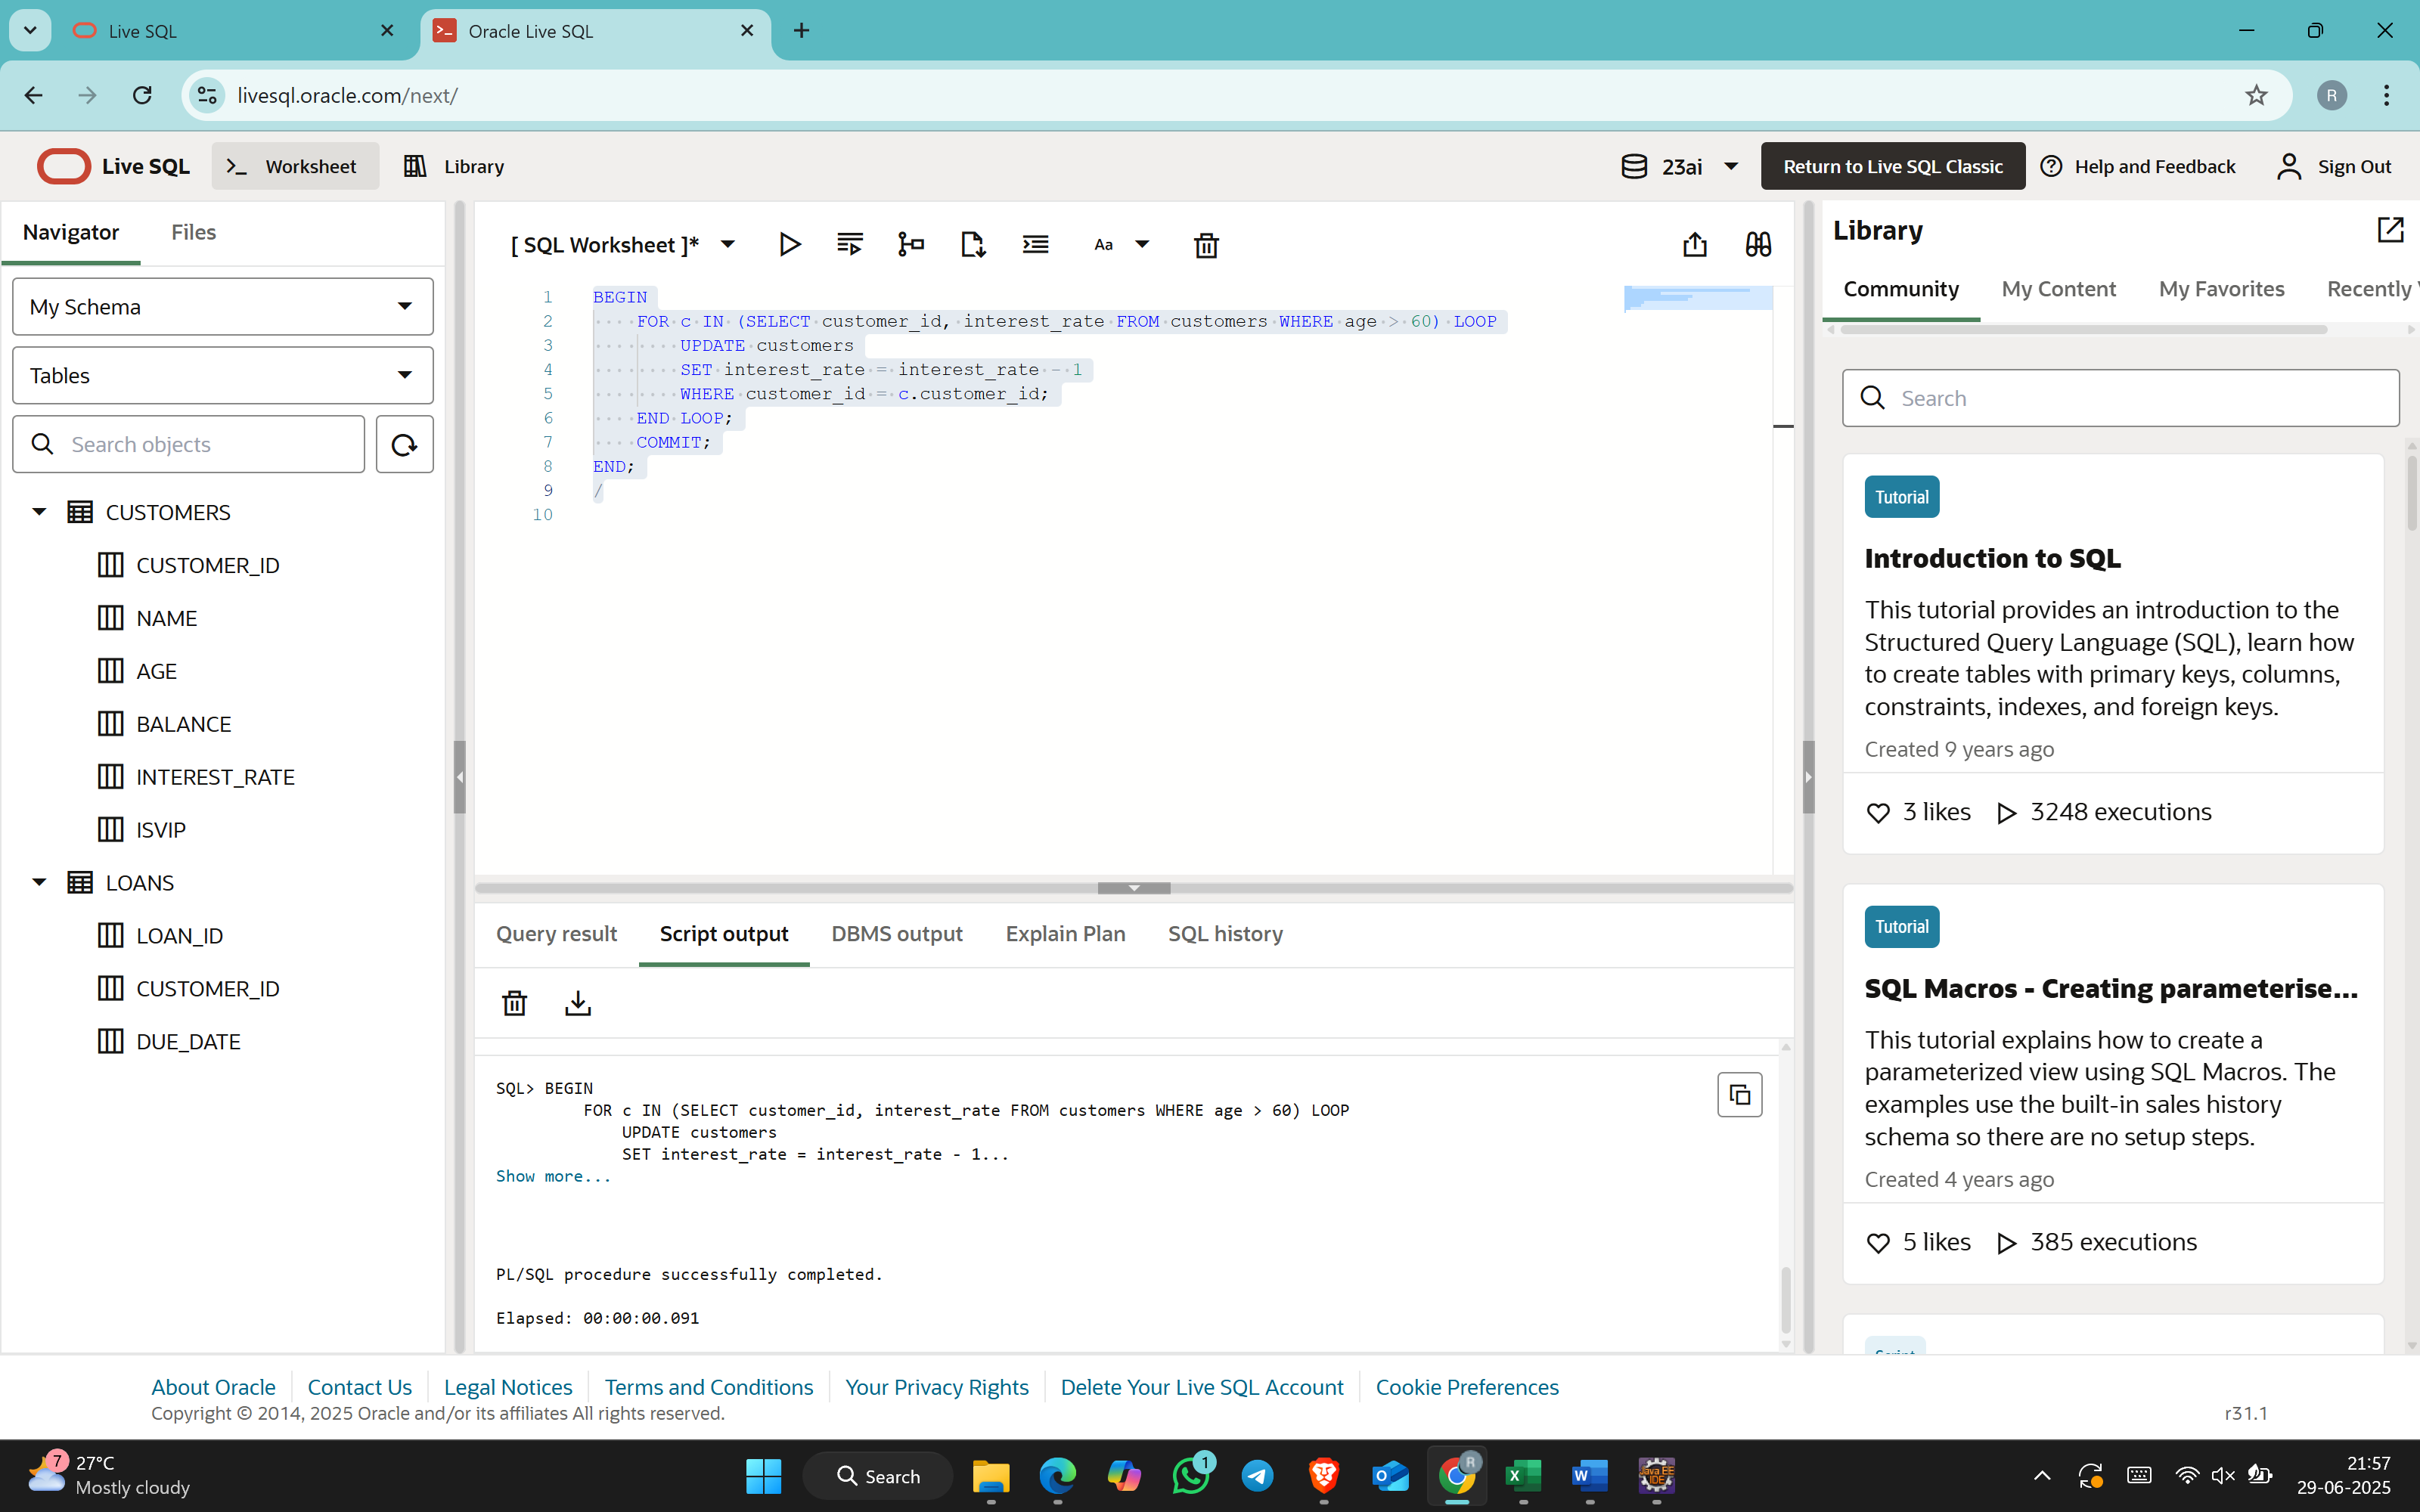 Live SQL
Oracle Live SQL
livesql.oracle.com/next/
R
Live SQL
Worksheet
Library
23ai
Return to Live SQL Classic
Help and Feedback
Sign Out
Navigator
Files
My Schema
Tables
Search objects
CUSTOMERS
CUSTOMER_ID
NAME
AGE
BALANCE
INTEREST_RATE
ISVIP
LOANS
LOAN_ID
CUSTOMER_ID
DUE_DATE
[ SQL Worksheet ]*
Aa
1 BEGIN
2 FOR c IN (SELECT customer_id, interest_rate FROM customers WHERE age > 60) LOOP
3 UPDATE customers
4 SET interest_rate = interest_rate - 1
5 WHERE customer_id = c.customer_id;
6 END LOOP;
7 COMMIT;
8 END;
9 /
10
Query result
Script output
DBMS output
Explain Plan
SQL history
SQL> BEGIN
FOR c IN (SELECT customer_id, interest_rate FROM customers WHERE age > 60) LOOP
UPDATE customers
SET interest_rate = interest_rate - 1...
Show more...
PL/SQL procedure successfully completed.
Elapsed: 00:00:00.091
Library
Community
My Content
My Favorites
Recently
Search
Tutorial
Introduction to SQL
This tutorial provides an introduction to the
Structured Query Language (SQL), learn how
to create tables with primary keys, columns,
constraints, indexes, and foreign keys.
Created 9 years ago
3 likes
3248 executions
Tutorial
SQL Macros - Creating parameterise...
This tutorial explains how to create a
parameterized view using SQL Macros. The
examples use the built-in sales history
schema so there are no setup steps.
Created 4 years ago
5 likes
385 executions
About Oracle
Contact Us
Legal Notices
Terms and Conditions
Your Privacy Rights
Delete Your Live SQL Account
Cookie Preferences
Copyright © 2014, 2025 Oracle and/or its affiliates All rights reserved.
r31.1
7
27°C
Mostly cloudy
Search
1
R
Java EE
IDE
21:57
29-06-2025